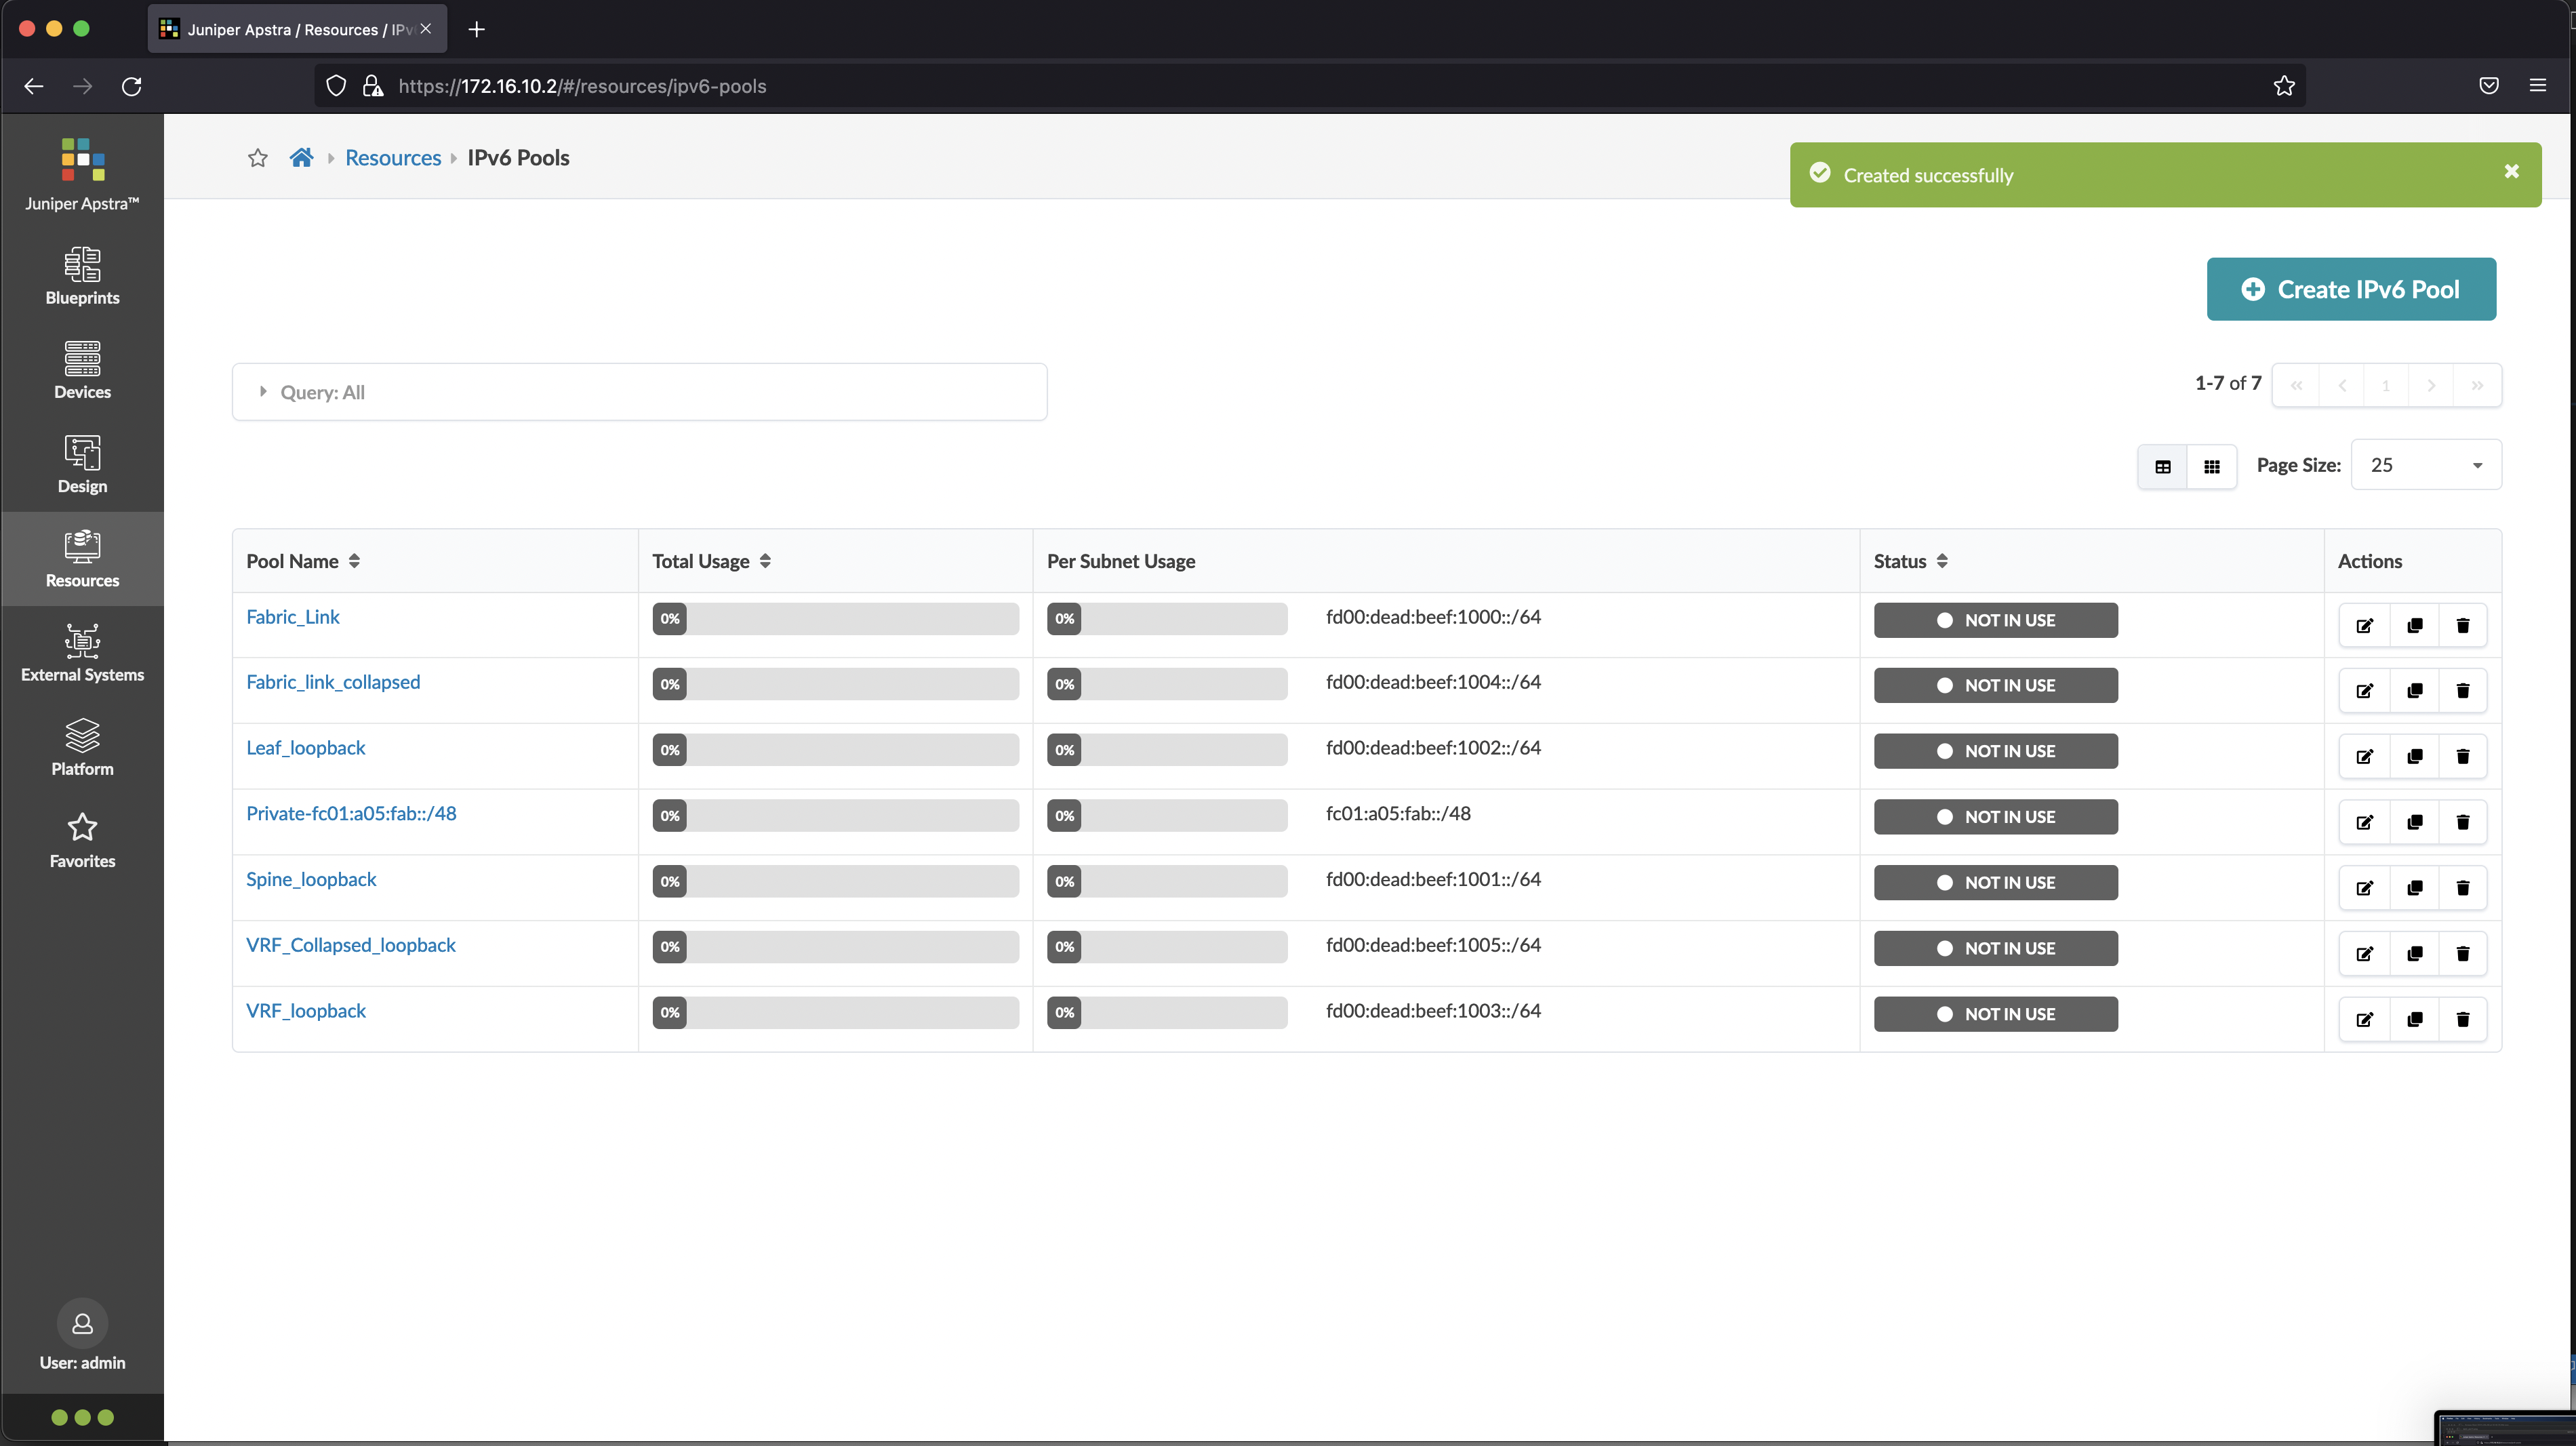 Juniper Apstra / Resources / IPv
https://172.16.10.2/#/resources/ipv6-pools
Juniper Apstra™
Blueprints
Devices
Design
Resources
External Systems
Platform
Favorites
User: admin
Resources IPv6 Pools
Created successfully
Create IPv6 Pool
Query: All
1-7 of 7
« ‹ 1 › »
Page Size: 25
Pool Name Total Usage Per Subnet Usage Status Actions
Fabric_Link 0% 0% fd00:dead:beef:1000::/64 NOT IN USE
Fabric_link_collapsed 0% 0% fd00:dead:beef:1004::/64 NOT IN USE
Leaf_loopback 0% 0% fd00:dead:beef:1002::/64 NOT IN USE
Private-fc01:a05:fab::/48 0% 0% fc01:a05:fab::/48 NOT IN USE
Spine_loopback 0% 0% fd00:dead:beef:1001::/64 NOT IN USE
VRF_Collapsed_loopback 0% 0% fd00:dead:beef:1005::/64 NOT IN USE
VRF_loopback 0% 0% fd00:dead:beef:1003::/64 NOT IN USE